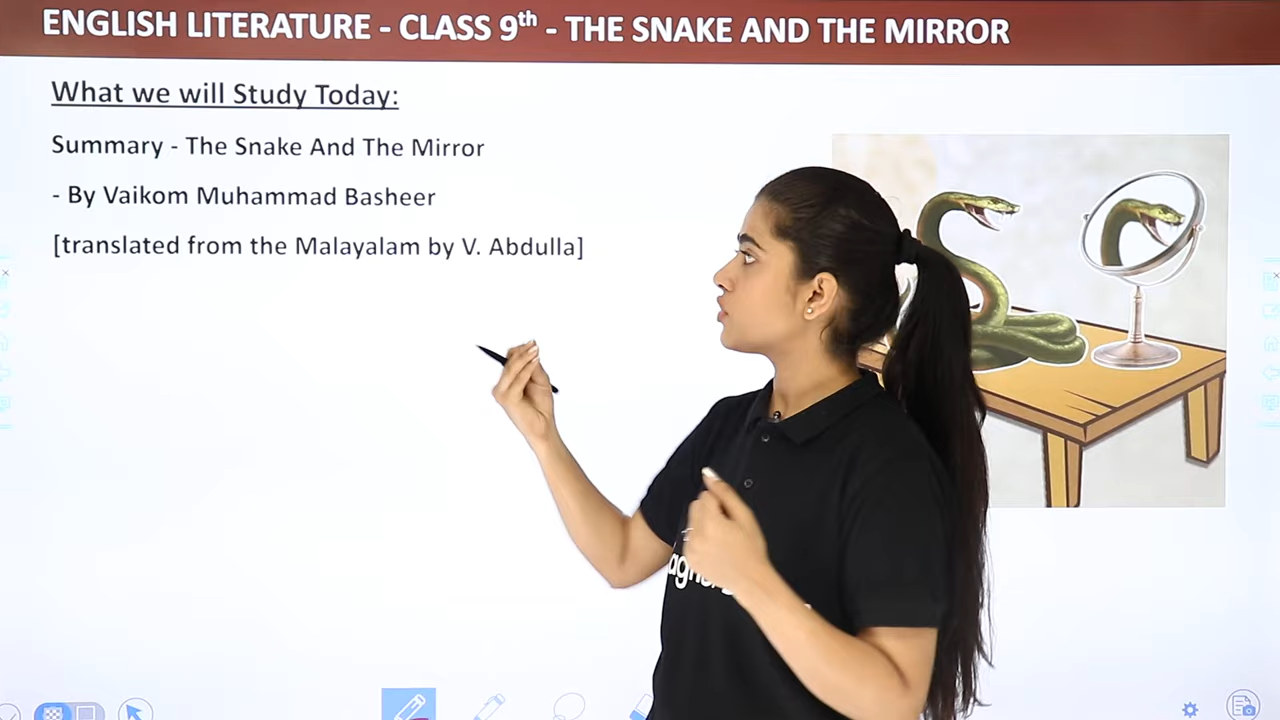 ENGLISH LITERATURE - CLASS 9th - THE SNAKE AND THE MIRROR
What we will Study Today:
Summary - The Snake And The Mirror
- By Vaikom Muhammad Basheer
[translated from the Malayalam by V. Abdulla]